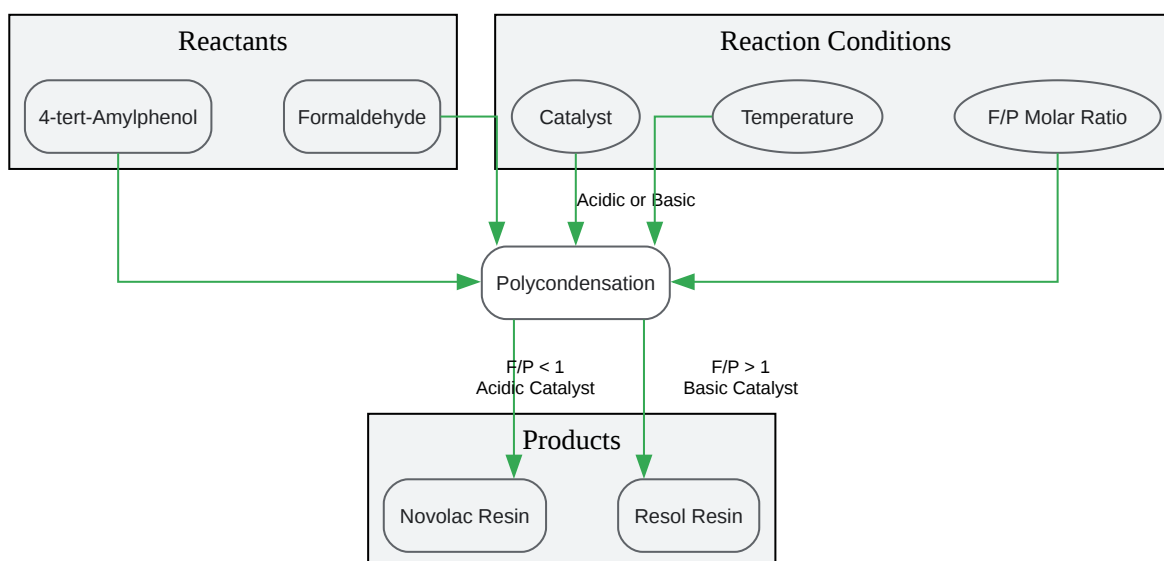 Reactants
Reaction Conditions
4-tert-Amylphenol
Formaldehyde
Catalyst
Temperature
F/P Molar Ratio
Acidic or Basic
Polycondensation
F/P < 1
Acidic Catalyst
F/P > 1
Basic Catalyst
Products
Novolac Resin
Resol Resin